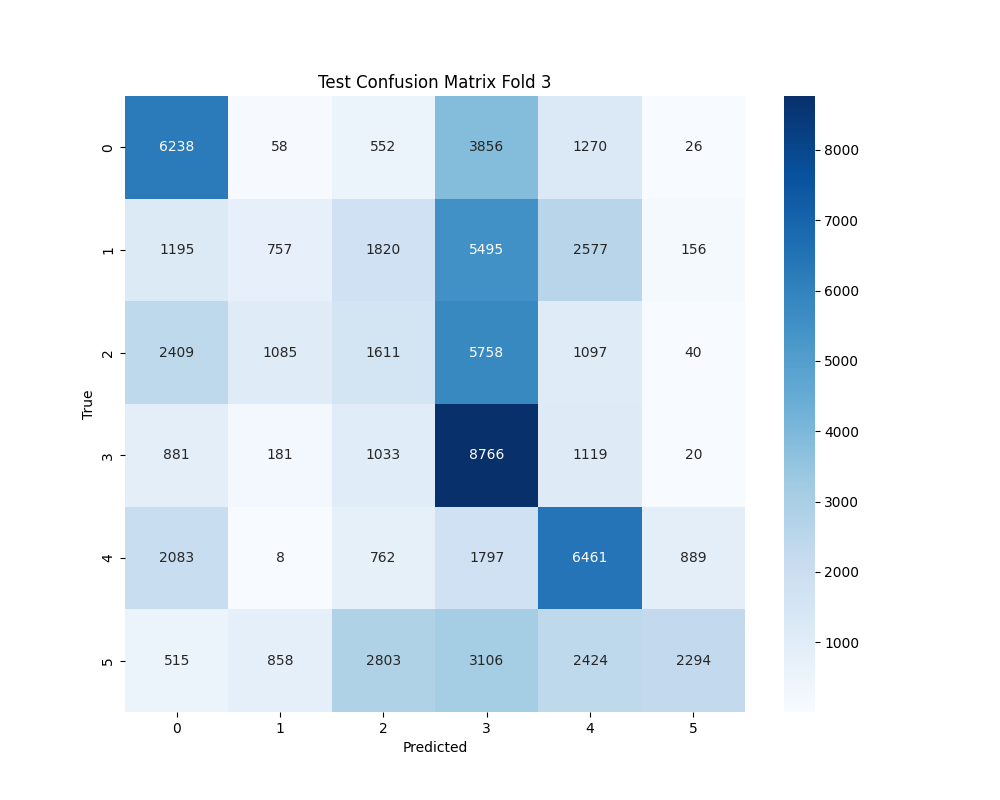 Test Confusion Matrix Fold 3
0 6238 58 552 3856 1270 26
1 1195 757 1820 5495 2577 156
2 2409 1085 1611 5758 1097 40
3 881 181 1033 8766 1119 20
4 2083 8 762 1797 6461 889
5 515 858 2803 3106 2424 2294
0 1 2 3 4 5
Predicted
True
8000
7000
6000
5000
4000
3000
2000
1000